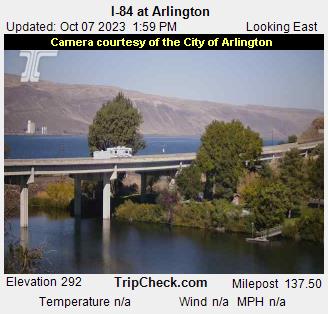 I-84 at Arlington
Updated: Oct 07 2023 1:59 PM Looking East
Camera courtesy of the City of Arlington
Elevation 292 TripCheck.com Milepost 137.50
Temperature n/a Wind n/a MPH n/a